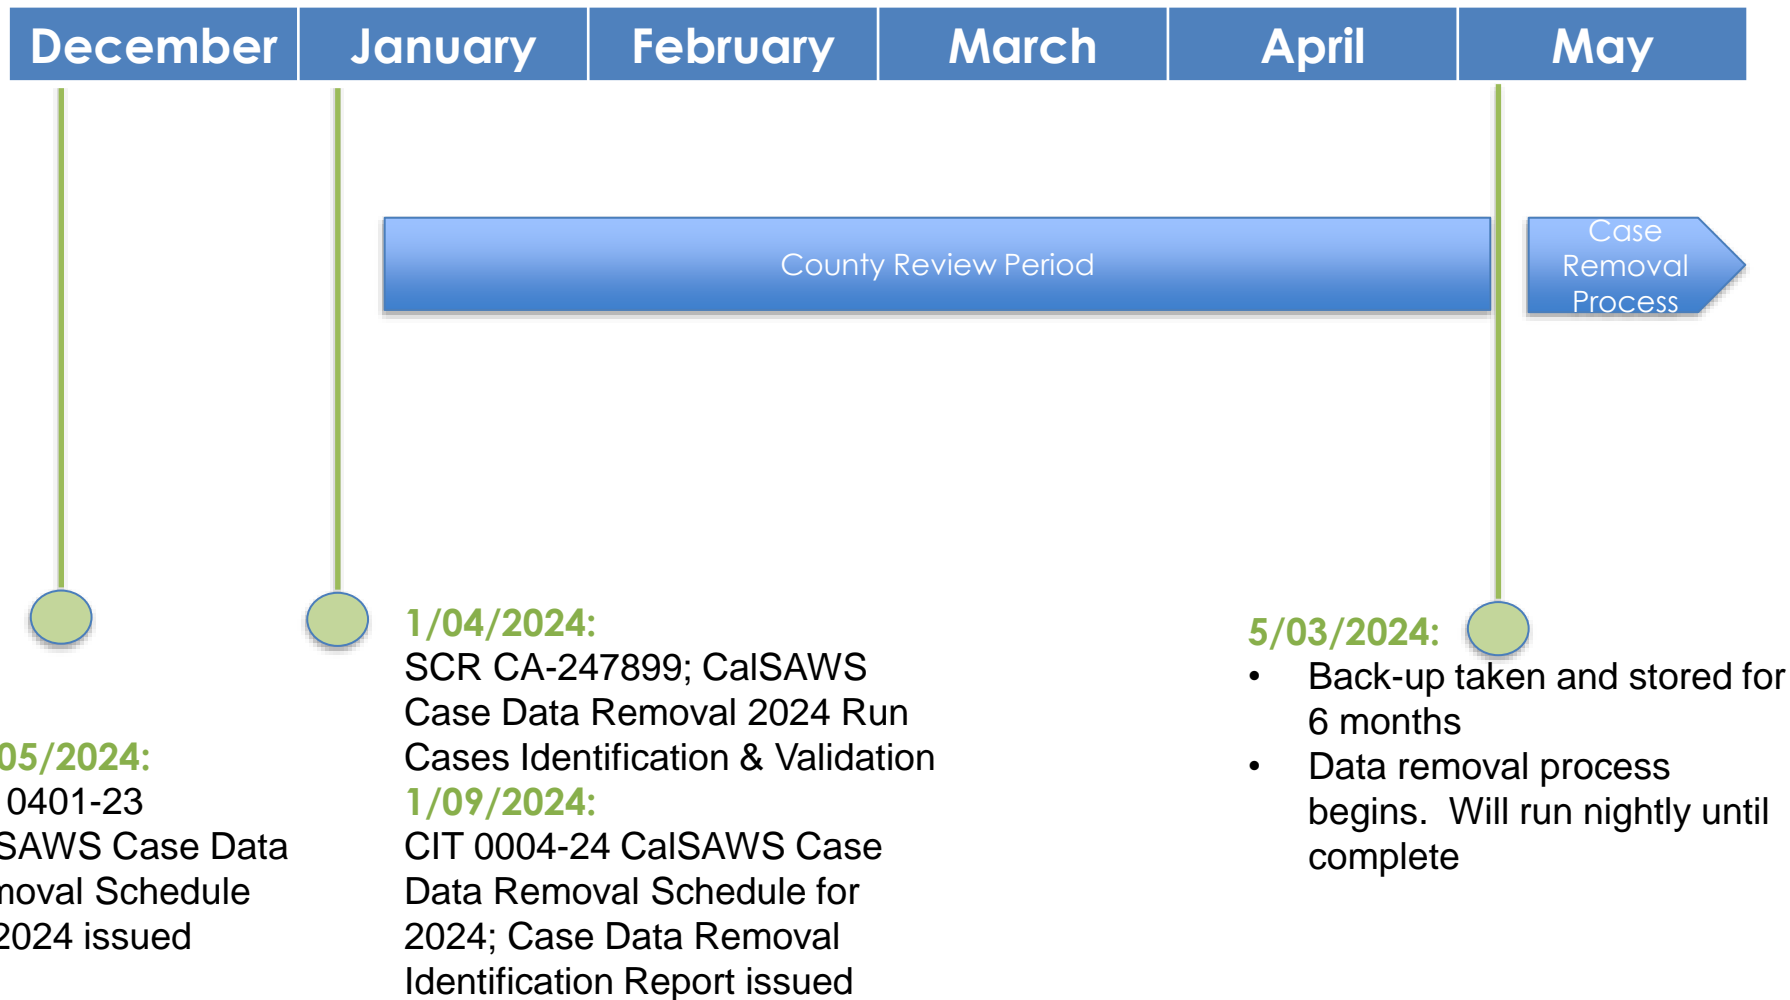 December January February March April May
County Review Period
Case
Removal
Process
05/2024:
0401-23
SAWS Case Data
moval Schedule
2024 issued
1/04/2024:
SCR CA-247899; CalSAWS
Case Data Removal 2024 Run
Cases Identification & Validation
1/09/2024:
CIT 0004-24 CalSAWS Case
Data Removal Schedule for
2024; Case Data Removal
Identification Report issued
5/03/2024:
• Back-up taken and stored for
6 months
• Data removal process
begins. Will run nightly until
complete